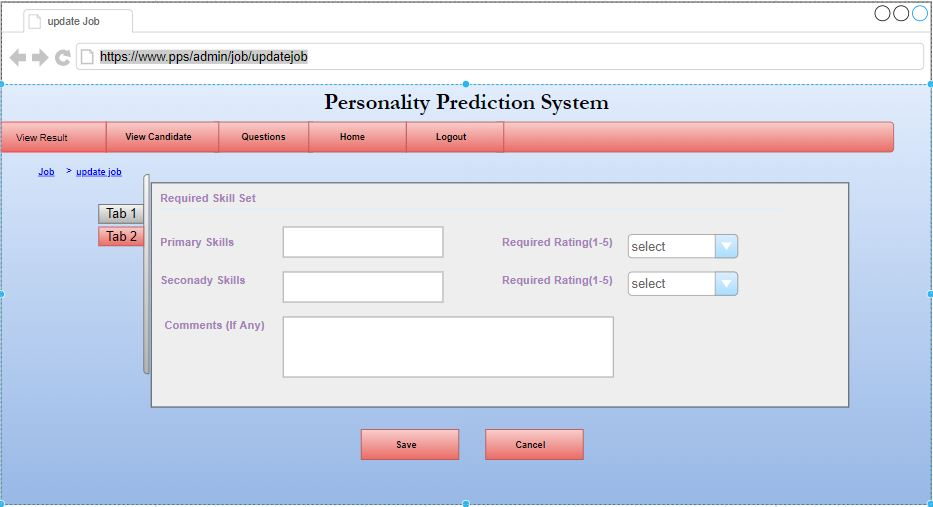 update Job
https://www.pps/admin/job/updatejob
Personality Prediction System
View Result View Candidate Questions Home Logout
Job > update job
Required Skill Set
Tab 1
Tab 2
Primary Skills Required Rating(1-5) select
Seconady Skills Required Rating(1-5) select
Comments (If Any)
Save Cancel